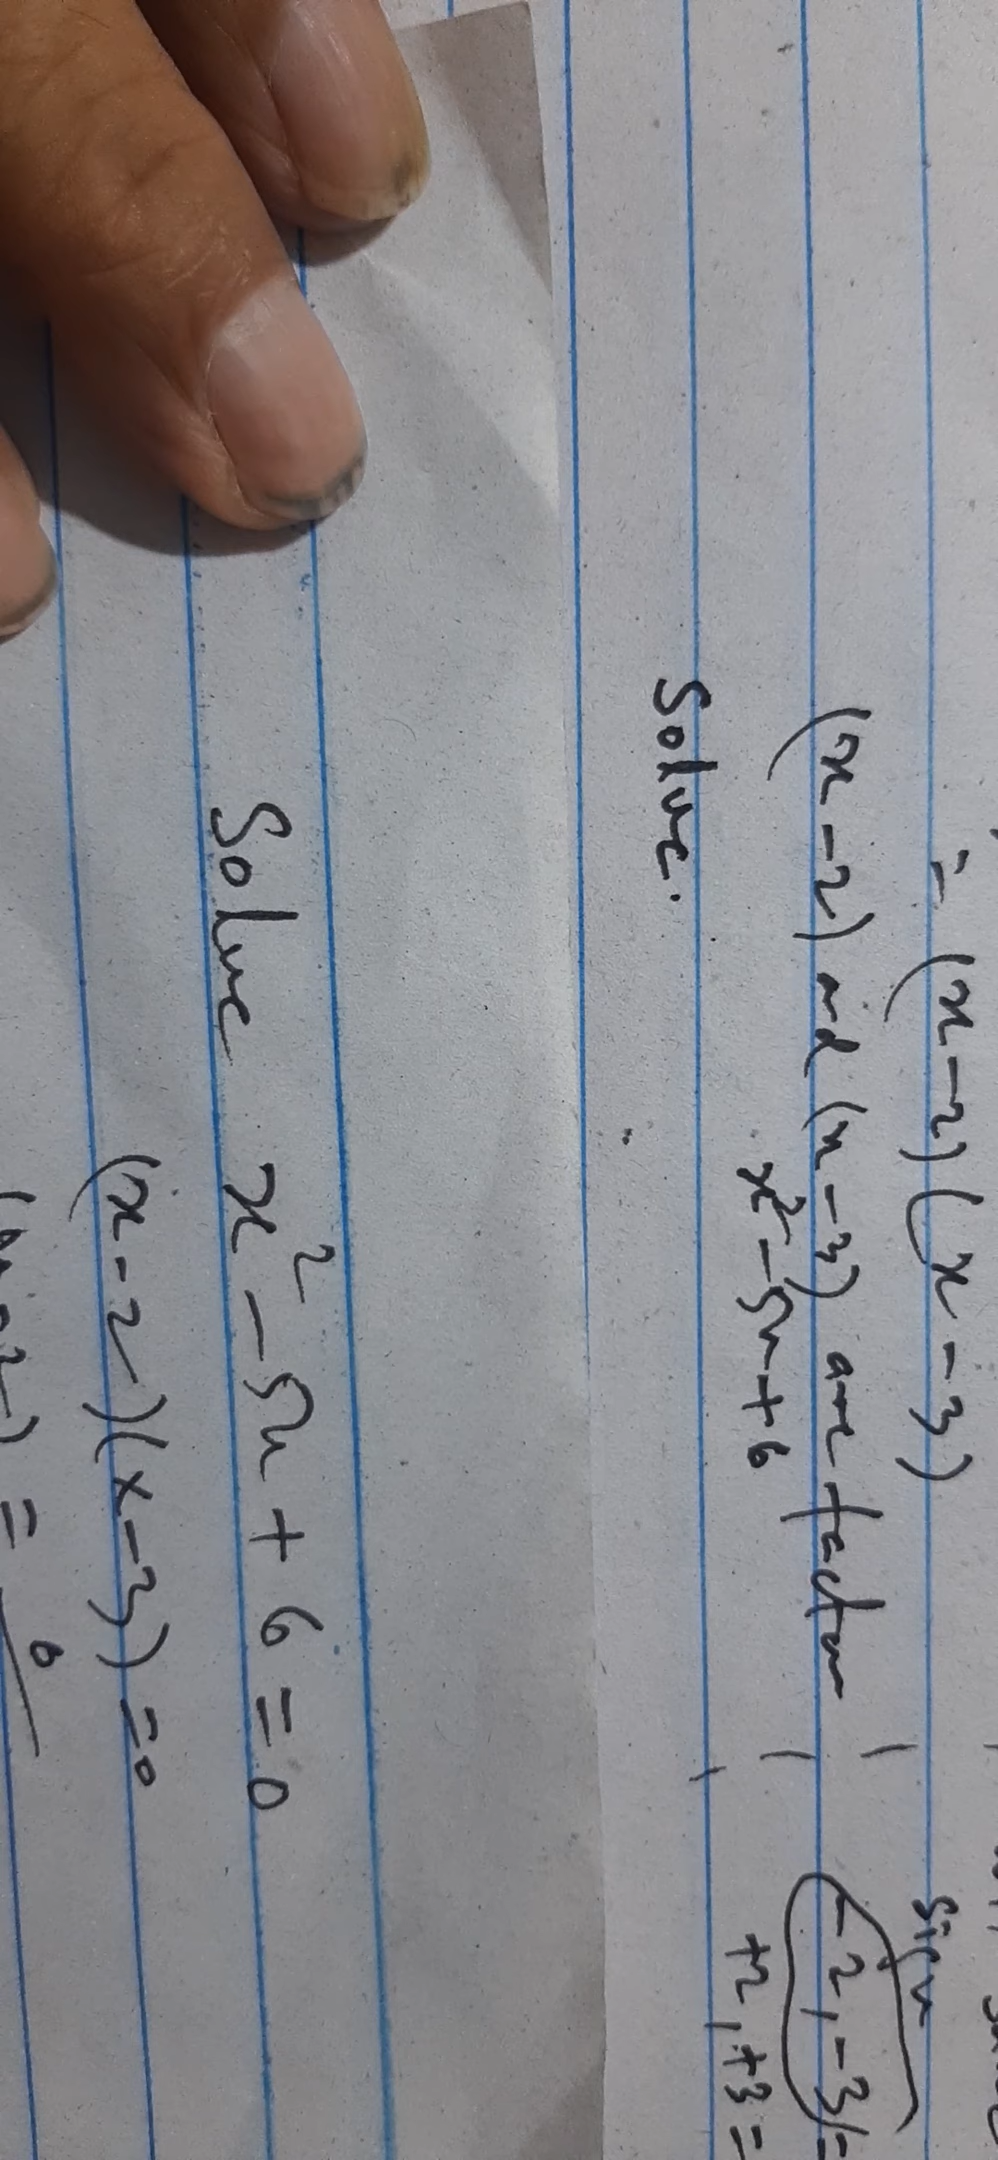 = (x-2)(x-3)
Sign
(x-2) and (x-3) are factor
-2, -3 =
x²-5x+6
+2, +3 =
Solve.
Solve x²-5x+6=0
(x-2)(x-3)=0